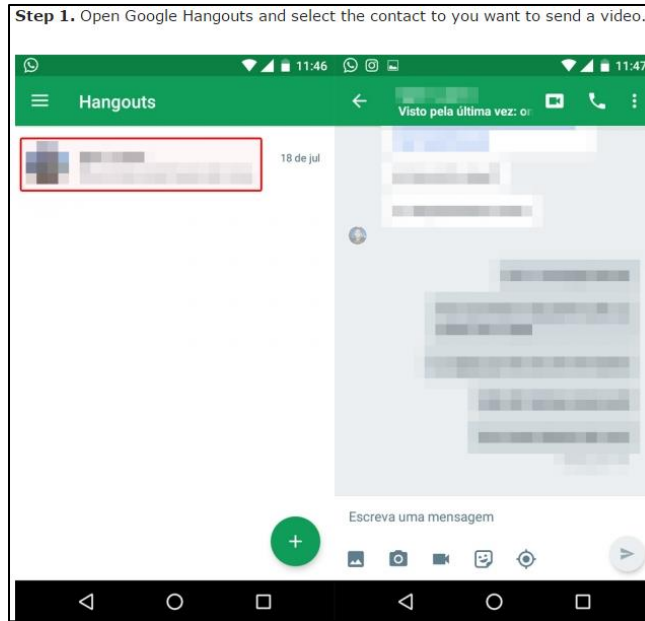 Step 1. Open Google Hangouts and select the contact to you want to send a video.
11:46
Hangouts
18 de jul
11:47
Visto pela última vez: on
Escreva uma mensagem